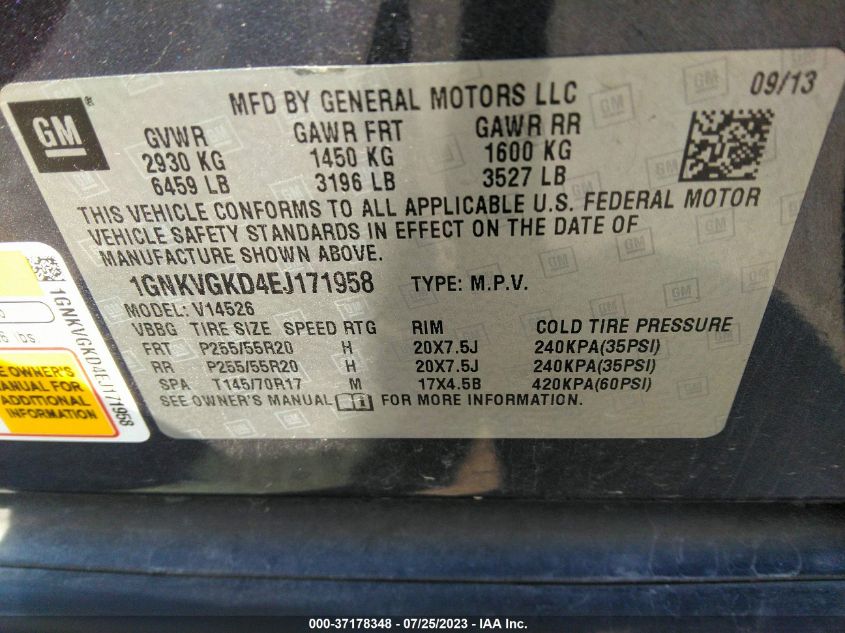 GM
®
MFD BY GENERAL MOTORS LLC
09/13
GVWR GAWR FRT GAWR RR
2930 KG 1450 KG 1600 KG
6459 LB 3196 LB 3527 LB
THIS VEHICLE CONFORMS TO ALL APPLICABLE U.S. FEDERAL MOTOR
VEHICLE SAFETY STANDARDS IN EFFECT ON THE DATE OF
MANUFACTURE SHOWN ABOVE.
1GNKVGKD4EJ171958 TYPE: M.P.V.
MODEL: V14526
VBBG TIRE SIZE SPEED RTG RIM COLD TIRE PRESSURE
FRT P255/55R20 H 20X7.5J 240KPA(35PSI)
RR P255/55R20 H 20X7.5J 240KPA(35PSI)
SPA T145/70R17 M 17X4.5B 420KPA(60PSI)
SEE OWNER'S MANUAL FOR MORE INFORMATION.
1GNKVGKD4EJ171958
OWNER'S
MANUAL FOR
ADDITIONAL
INFORMATION
000-37178348 - 07/25/2023 - © IAA Inc.